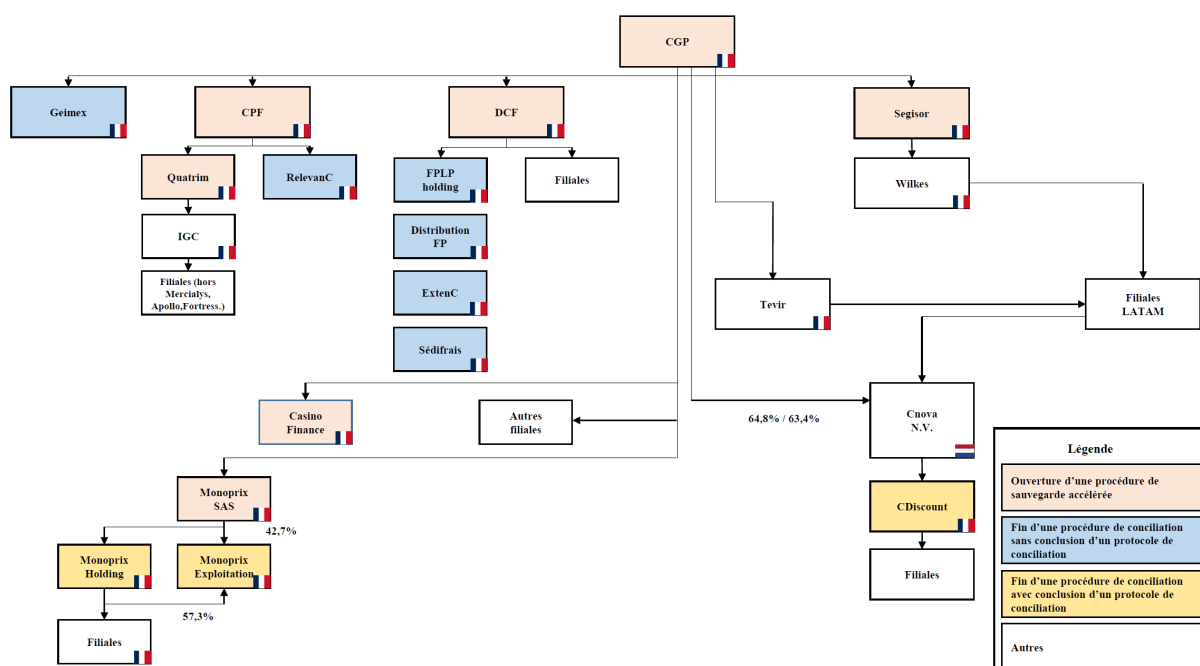 CGP
Geimex
CPF
DCF
Segisor
Quatrim
RelevanC
FPLP
holding
Filiales
Wilkes
IGC
Distribution
FP
Filiales (hors
Mercialys,
Apollo,Fortress.)
ExtenC
Tevir
Filiales
LATAM
Sédifrais
Casino
Finance
Autres
filiales
64,8% / 63,4%
Cnova
N.V.
Légende
Ouverture d’une procédure de
sauvegarde accélérée
Monoprix
SAS
CDiscount
42,7%
Fin d’une procédure de conciliation
sans conclusion d’un protocole de
conciliation
Monoprix
Holding
Monoprix
Exploitation
Filiales
Fin d’une procédure de conciliation
avec conclusion d’un protocole de
conciliation
57,3%
Filiales
Autres